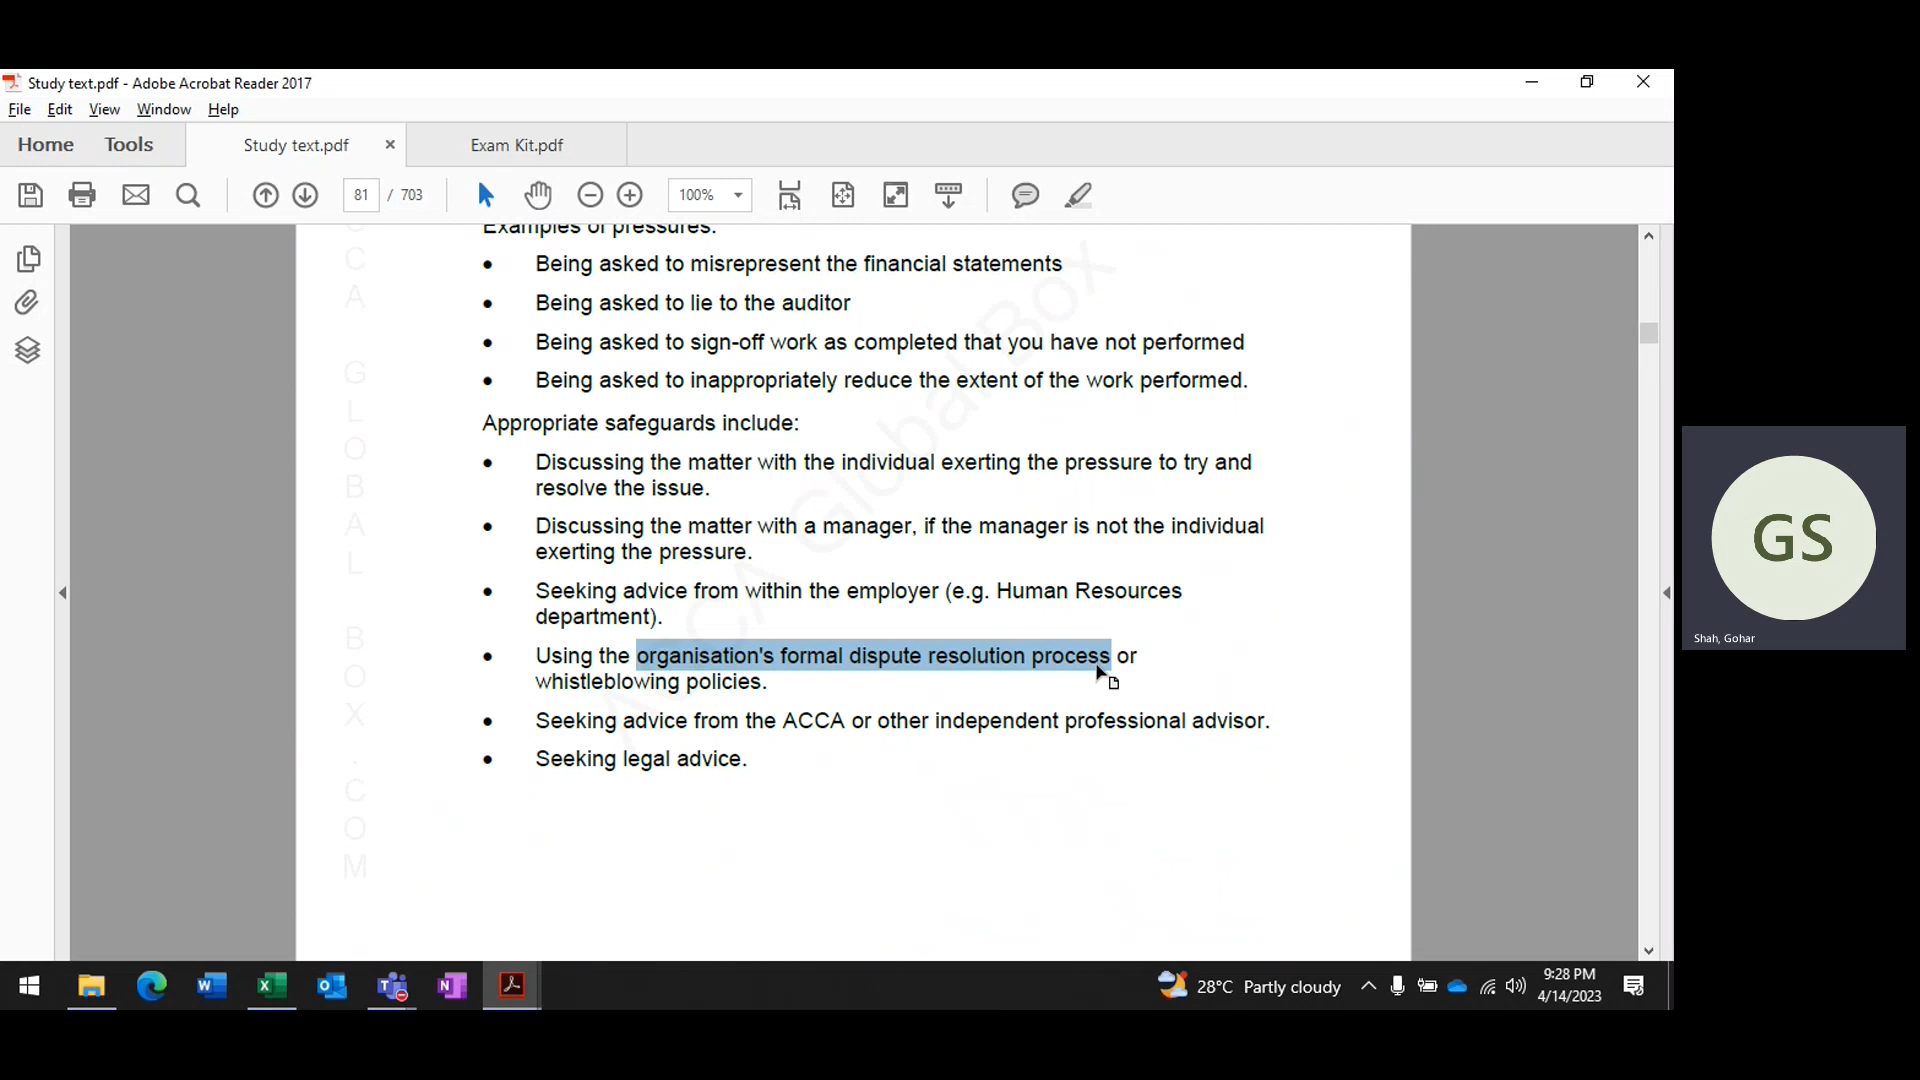 Study text.pdf - Adobe Acrobat Reader 2017
File Edit View Window Help
Home Tools Study text.pdf × Exam Kit.pdf
81 / 703 100%
Examples of pressures:
• Being asked to misrepresent the financial statements
• Being asked to lie to the auditor
• Being asked to sign-off work as completed that you have not performed
• Being asked to inappropriately reduce the extent of the work performed.
Appropriate safeguards include:
• Discussing the matter with the individual exerting the pressure to try and
resolve the issue.
• Discussing the matter with a manager, if the manager is not the individual
exerting the pressure.
• Seeking advice from within the employer (e.g. Human Resources
department).
• Using the organisation's formal dispute resolution process or
whistleblowing policies.
• Seeking advice from the ACCA or other independent professional advisor.
• Seeking legal advice.
ACCA Global Box
C
A
G
L
O
B
A
L
B
O
X
.
C
O
M
GS
Shah, Gohar
28°C Partly cloudy
9:28 PM
4/14/2023